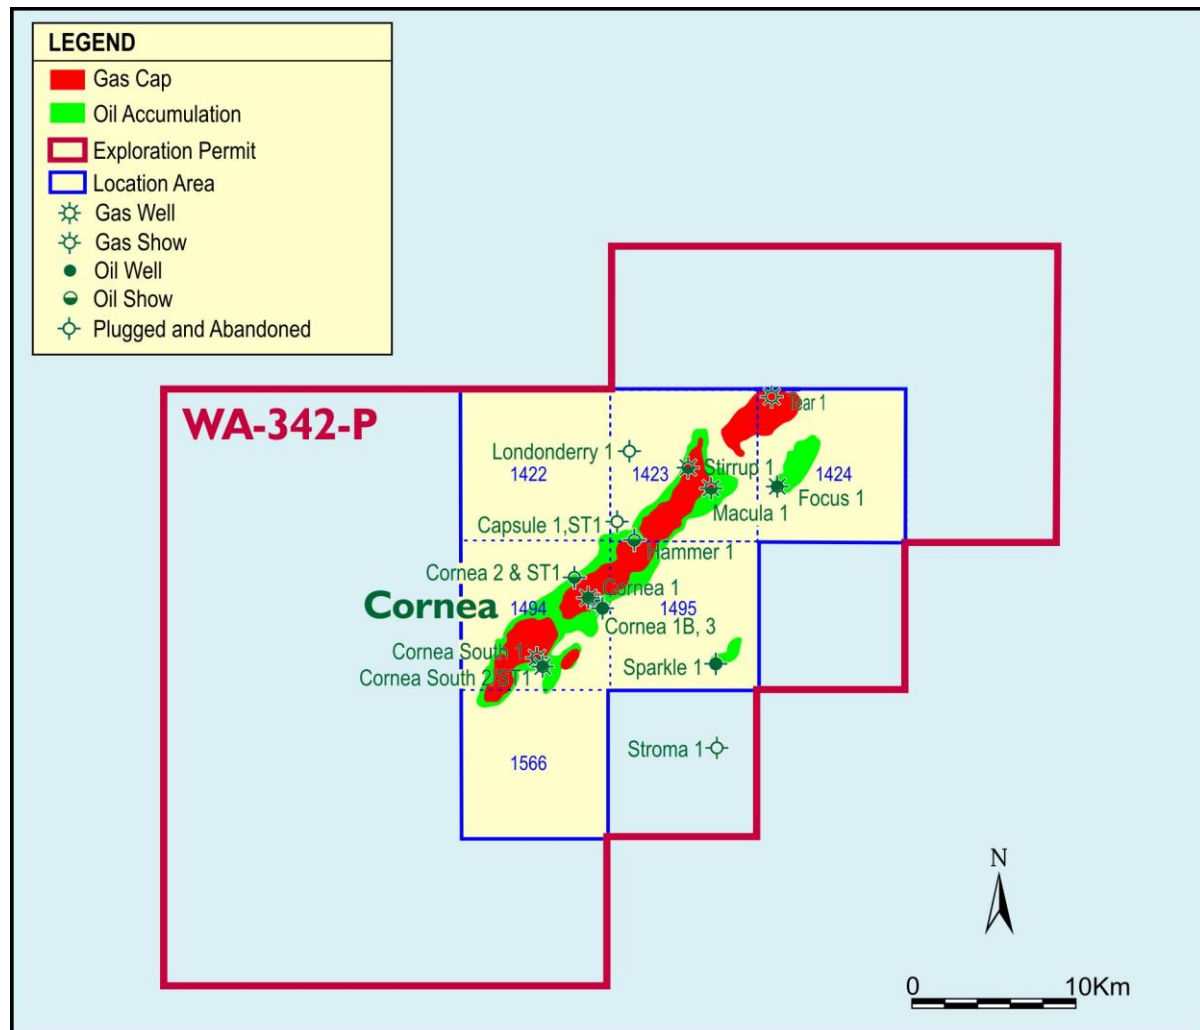 LEGEND
Gas Cap
Oil Accumulation
Exploration Permit
Location Area
Gas Well
Gas Show
Oil Well
Oil Show
Plugged and Abandoned
WA-342-P
Tear 1
Londonderry 1
1422
1423
Stirrup 1
1424
Focus 1
Macula 1
Capsule 1,ST1
Hammer 1
Cornea 2 & ST1
Cornea 1
Cornea
1494
1495
Cornea 1B, 3
Cornea South 1
Sparkle 1
Cornea South 2/ST1
Stroma 1
1566
N
0 10Km